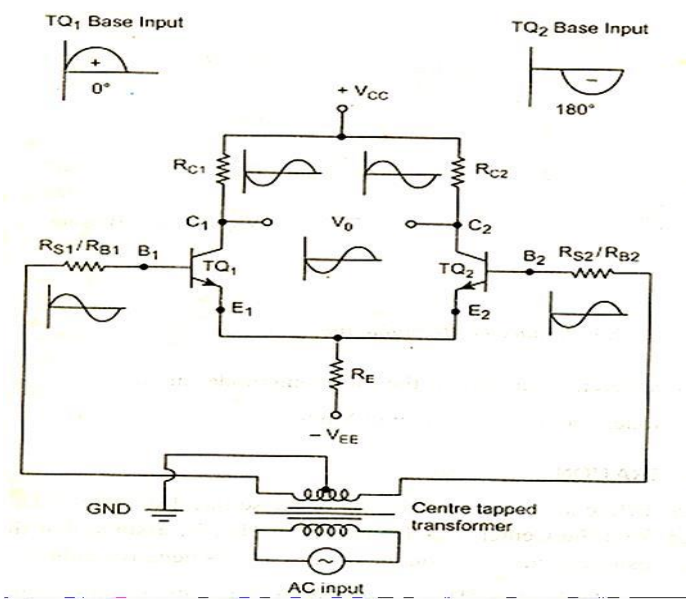 TQ1 Base Input
TQ2 Base Input
+
0°
−
180°
+ VCC
RC1
RC2
C1
V0
C2
RS1/RB1
B1
TQ1
TQ2
B2
RS2/RB2
E1
E2
RE
− VEE
GND
Centre tapped
transformer
~
AC input